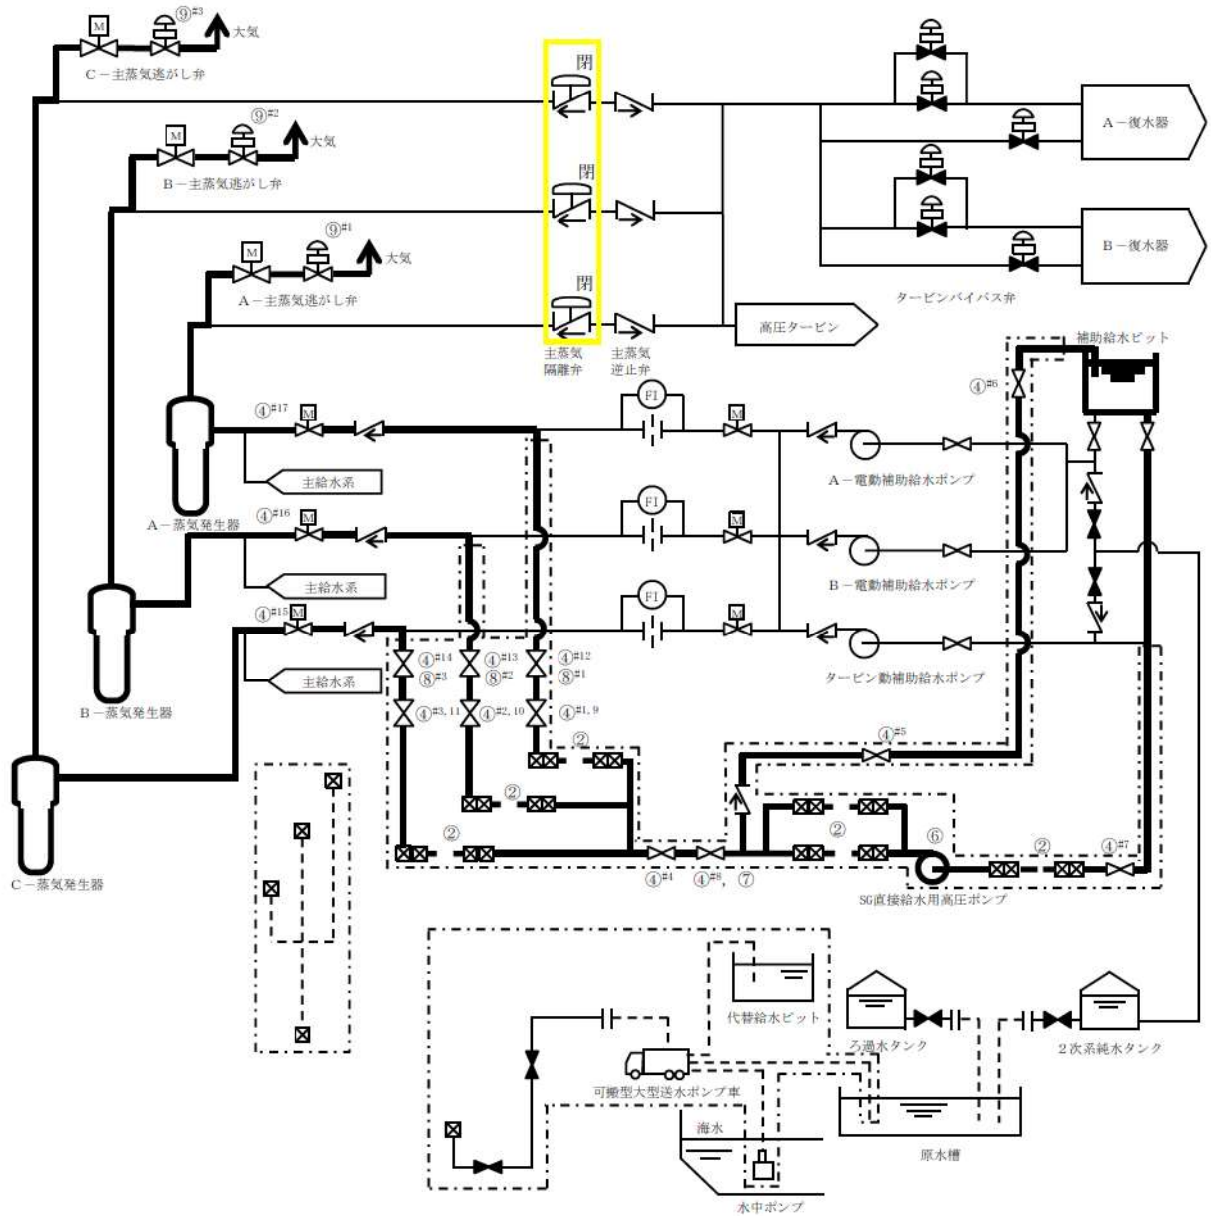 ⑨#3
M
大気
C－主蒸気逃がし弁
閉
⑨#2
M
大気
B－主蒸気逃がし弁
閉
A－復水器
⑨#1
M
大気
A－主蒸気逃がし弁
閉
B－復水器
タービンバイパス弁
高圧タービン
主蒸気
隔離弁
主蒸気
逆止弁
補助給水ピット
④#6
④#17
M
FI
M
主給水系
A－電動補助給水ポンプ
A－蒸気発生器
④#16
M
FI
M
主給水系
B－電動補助給水ポンプ
④#15
M
FI
M
主給水系
タービン動補助給水ポンプ
B－蒸気発生器
④#14
⑧#3
④#13
⑧#2
④#12
⑧#1
④#3, 11
④#2, 10
④#1, 9
④#5
②
②
②
②
⑥
②
④#7
C－蒸気発生器
④#4
④#8, ⑦
SG直接給水用高圧ポンプ
代替給水ピット
ろ過水タンク
2次系純水タンク
可搬型大型送水ポンプ車
海水
原水槽
水中ポンプ